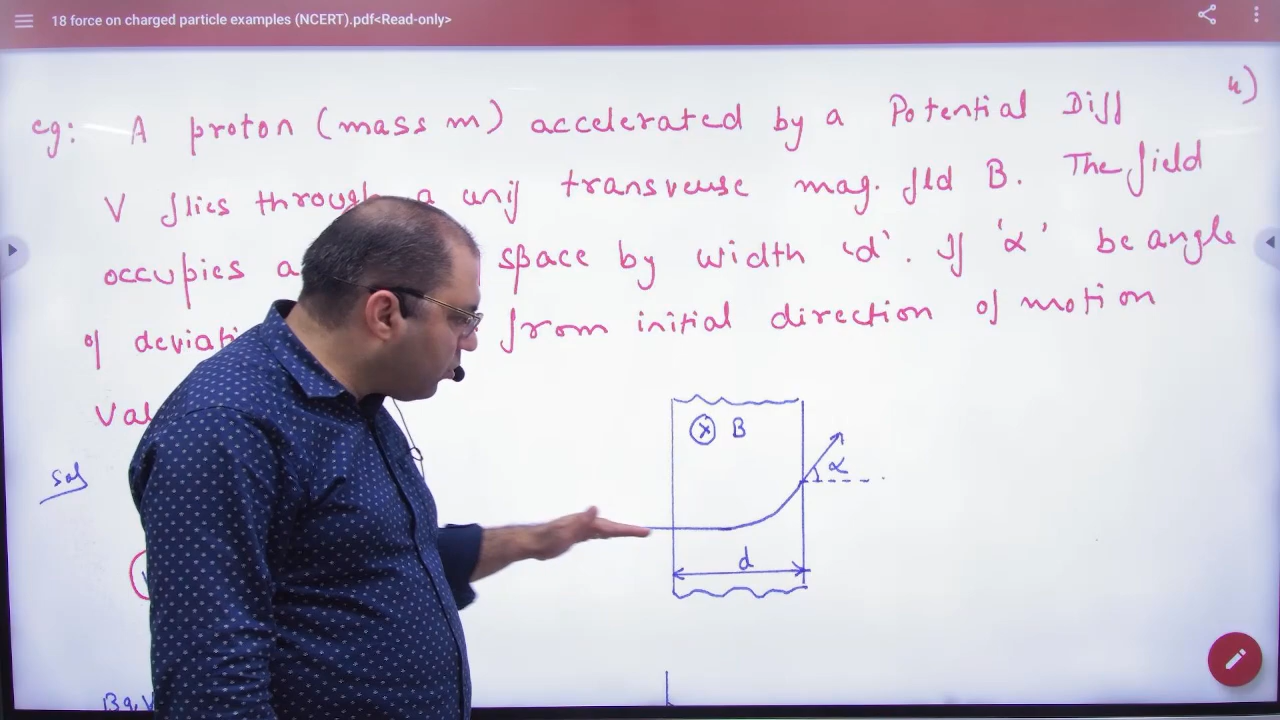 18 force on charged particle examples (NCERT).pdf<Read-only>
4)
eg: A proton (mass m) accelerated by a Potential Diff
V flies through a unif transverse mag. fld B. The field
occupies a space by width 'd'. If 'α' be angle
of deviati from initial direction of motion
Val
Sol
ⓧ B
α
d
Bq